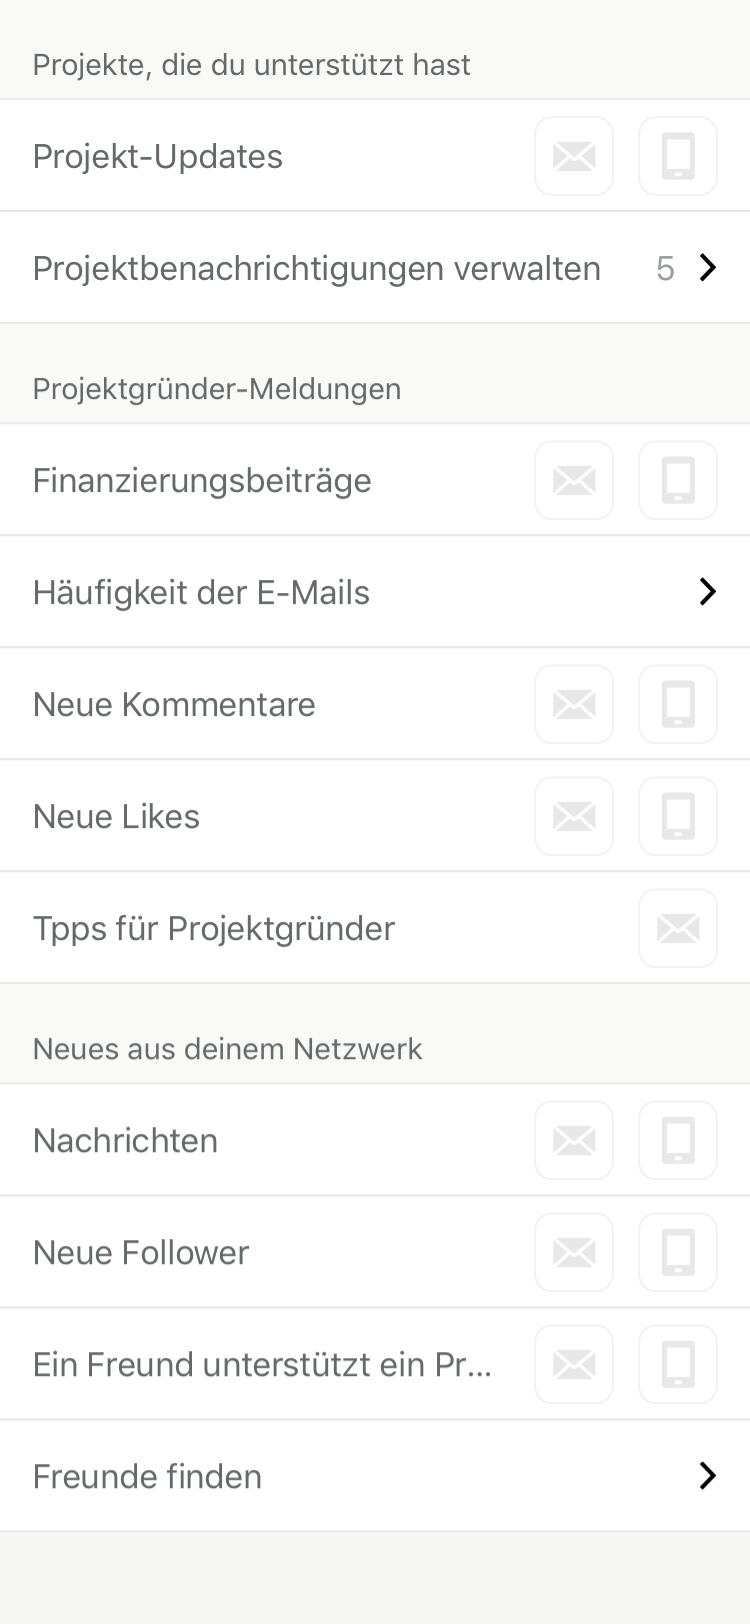 Projekte, die du unterstützt hast
Projekt-Updates
Projektbenachrichtigungen verwalten 5
Projektgründer-Meldungen
Finanzierungsbeiträge
Häufigkeit der E-Mails
Neue Kommentare
Neue Likes
Tpps für Projektgründer
Neues aus deinem Netzwerk
Nachrichten
Neue Follower
Ein Freund unterstützt ein Pr...
Freunde finden